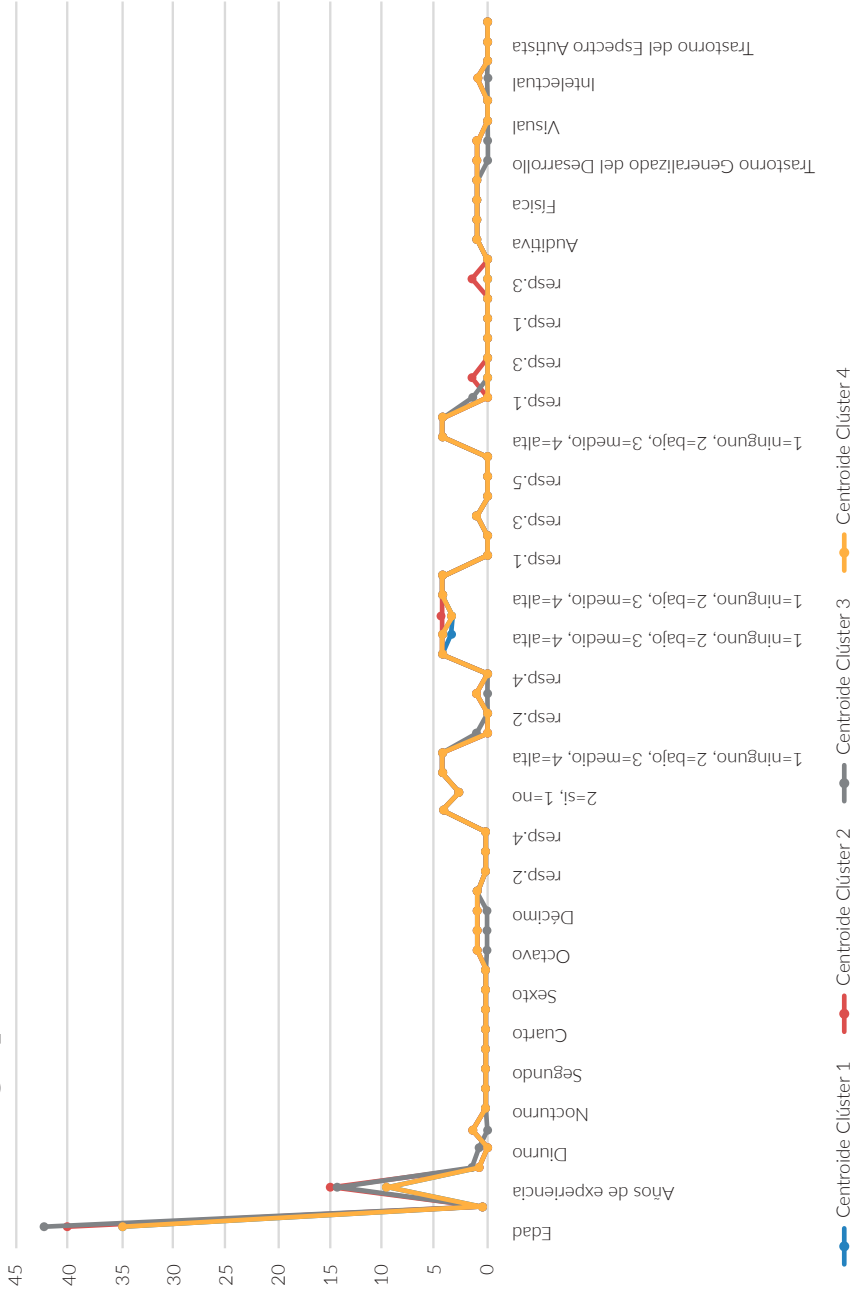 45
40
35
30
25
20
15
10
5
0
Edad
Años de experiencia
Diurno
Nocturno
Segundo
Cuarto
Sexto
Octavo
Décimo
resp.2
resp.4
2=si, 1=no
1=ninguno, 2=bajo, 3=medio, 4=alta
resp.2
resp.4
1=ninguno, 2=bajo, 3=medio, 4=alta
1=ninguno, 2=bajo, 3=medio, 4=alta
resp.1
resp.3
resp.5
1=ninguno, 2=bajo, 3=medio, 4=alta
resp.1
resp.3
resp.1
resp.3
Auditiva
Física
Trastorno Generalizado del Desarrollo
Visual
Intelectual
Trastorno del Espectro Autista
Centroide Clúster 1
Centroide Clúster 2
Centroide Clúster 3
Centroide Clúster 4